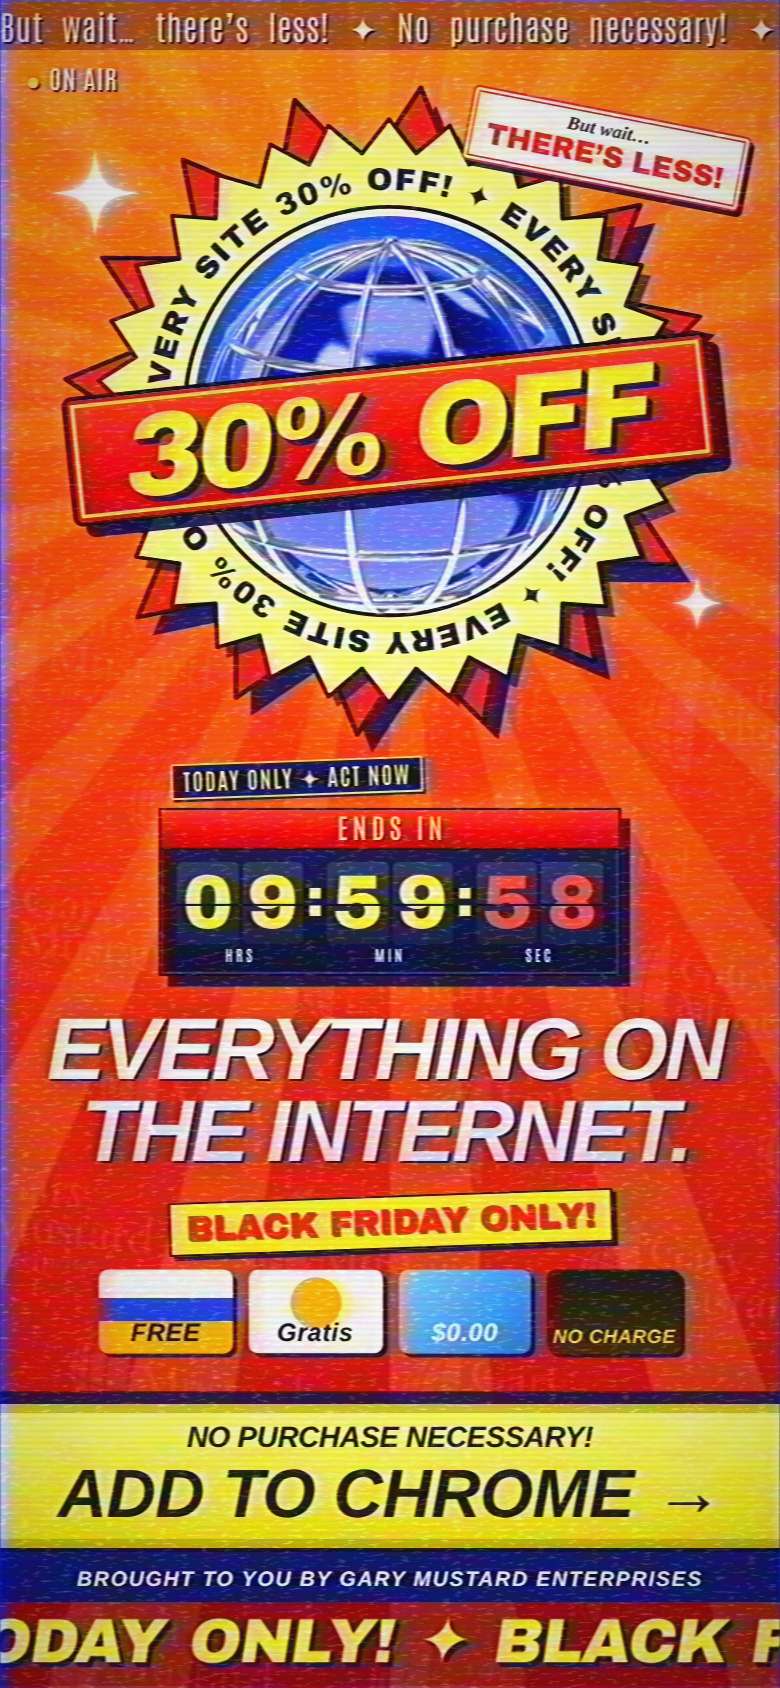 But wait… there’s less! ✦ No purchase necessary! ✦
ON AIR
But wait…
THERE’S LESS!
EVERY SITE 30% OFF! ✦ EVERY SITE 30% OFF! ✦
30% OFF
TODAY ONLY ✦ ACT NOW
ENDS IN
09:59:58
HRS MIN SEC
EVERYTHING ON
THE INTERNET.
BLACK FRIDAY ONLY!
FREE Gratis $0.00 NO CHARGE
NO PURCHASE NECESSARY!
ADD TO CHROME →
BROUGHT TO YOU BY GARY MUSTARD ENTERPRISES
ODAY ONLY! ✦ BLACK F